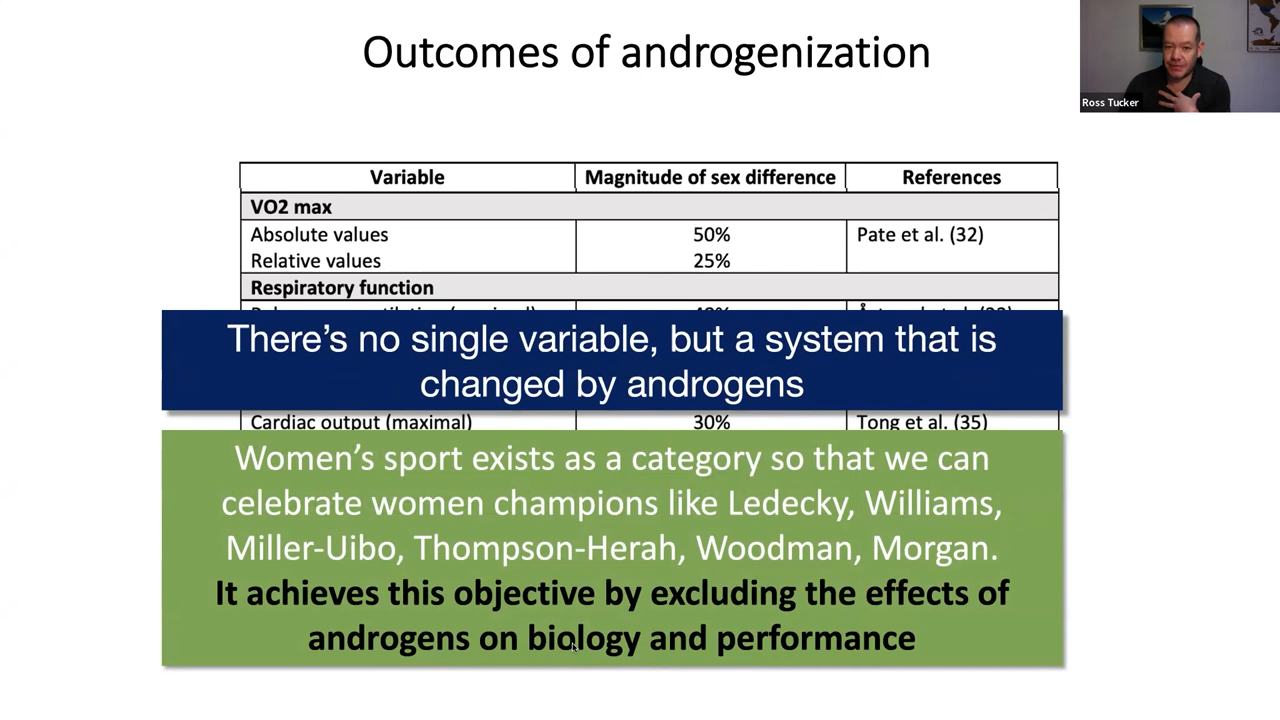 Outcomes of androgenization
Ross Tucker
Variable Magnitude of sex difference References
VO2 max
Absolute values 50% Pate et al. (32)
Relative values 25%
Respiratory function
There’s no single variable, but a system that is
changed by androgens
Cardiac output (maximal) 30% Tong et al. (35)
Women’s sport exists as a category so that we can
celebrate women champions like Ledecky, Williams,
Miller-Uibo, Thompson-Herah, Woodman, Morgan.
It achieves this objective by excluding the effects of
androgens on biology and performance